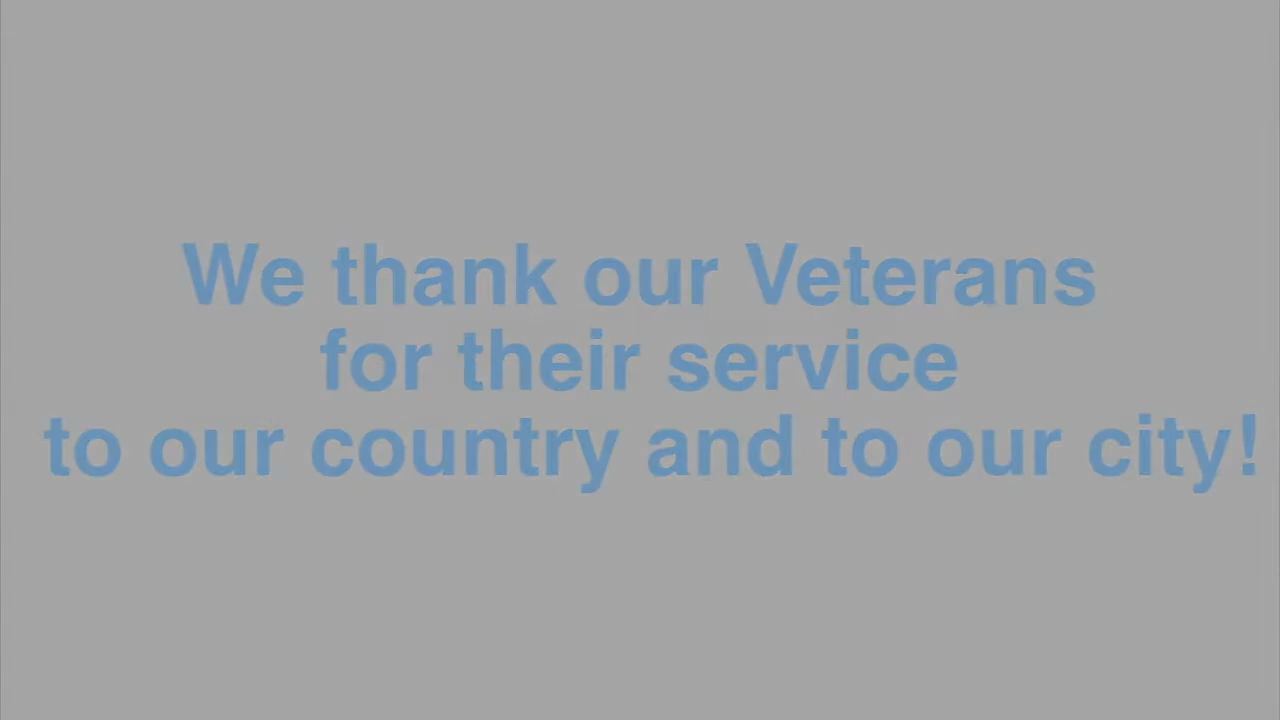 We thank our Veterans
for their service
to our country and to our city!